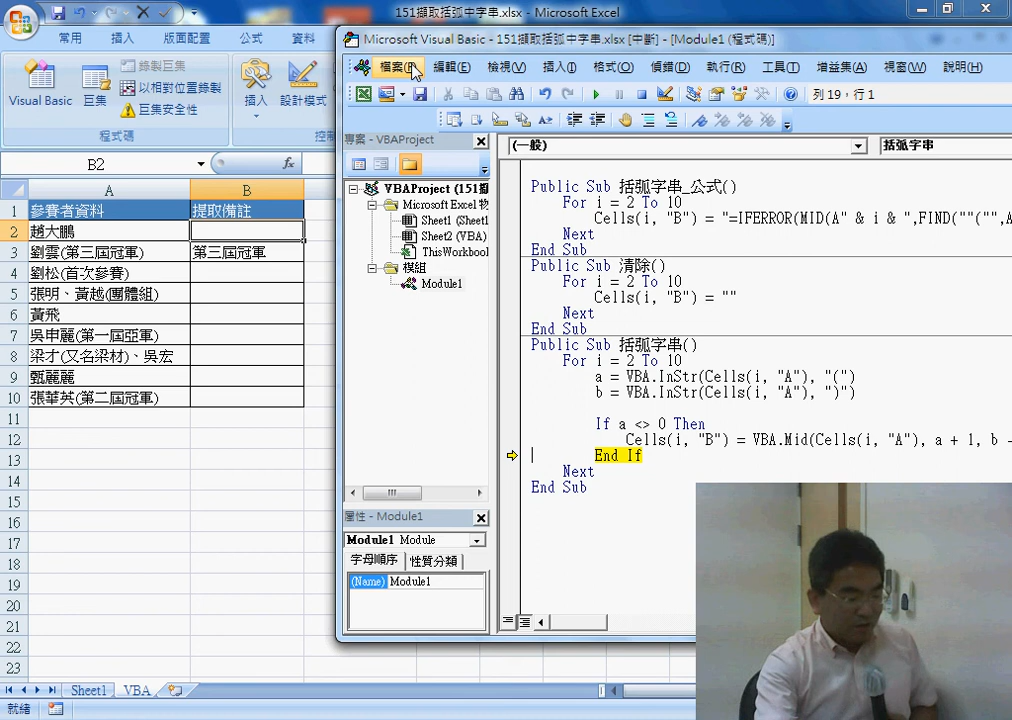 151擷取括弧中字串.xlsx - Microsoft Excel
常用 插入 版面配置 公式 資料
Visual Basic
巨集
錄製巨集
以相對位置錄製
巨集安全性
程式碼
插入
設計模式
控制
B2
fx
A B
1 參賽者資料 提取備註
2 趙大鵬
3 劉雲(第三屆冠軍) 第三屆冠軍
4 劉松(首次參賽)
5 張明、黃越(團體組)
6 黃飛
7 吳申麗(第一屆亞軍)
8 梁才(又名梁材)、吳宏
9 甄麗麗
10 張華英(第二屆冠軍)
11
12
13
14
15
16
17
18
19
20
21
22
23
Sheet1 VBA
就緒
Microsoft Visual Basic - 151擷取括弧中字串.xlsx [中斷] - [Module1 (程式碼)]
檔案(F) 編輯(E) 檢視(V) 插入(I) 格式(O) 偵錯(D) 執行(R) 工具(T) 增益集(A) 視窗(W) 說明(H)
列 19，行 1
專案 - VBAProject
VBAProject (151擷
Microsoft Excel 物
Sheet1 (Sheet1
Sheet2 (VBA)
ThisWorkbool
模組
Module1
屬性 - Module1
Module1 Module
字母順序 性質分類
(Name) Module1
(一般) 括弧字串
Public Sub 括弧字串_公式()
For i = 2 To 10
Cells(i, "B") = "=IFERROR(MID(A" & i & ",FIND(""("",A
Next
End Sub
Public Sub 清除()
For i = 2 To 10
Cells(i, "B") = ""
Next
End Sub
Public Sub 括弧字串()
For i = 2 To 10
a = VBA.InStr(Cells(i, "A"), "(")
b = VBA.InStr(Cells(i, "A"), ")")
If a <> 0 Then
Cells(i, "B") = VBA.Mid(Cells(i, "A"), a + 1, b -
End If
Next
End Sub